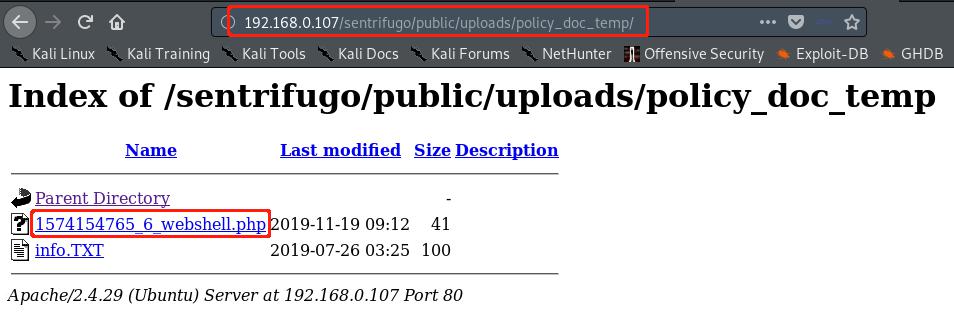 192.168.0.107/sentrifugo/public/uploads/policy_doc_temp/
Kali Linux Kali Training Kali Tools Kali Docs Kali Forums NetHunter Offensive Security Exploit-DB GHDB
Index of /sentrifugo/public/uploads/policy_doc_temp
Name Last modified Size Description
Parent Directory -
1574154765_6_webshell.php 2019-11-19 09:12 41
info.TXT 2019-07-26 03:25 100
Apache/2.4.29 (Ubuntu) Server at 192.168.0.107 Port 80